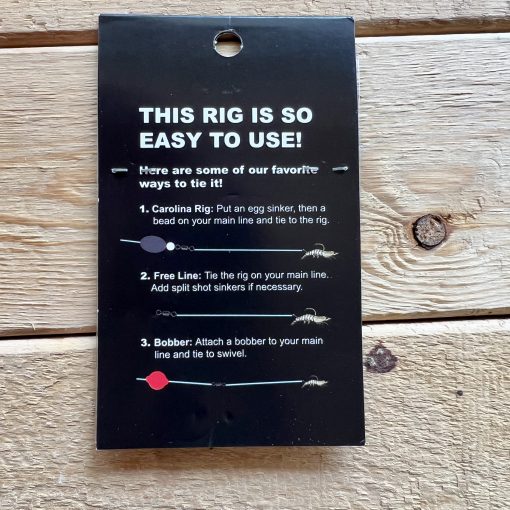 THIS RIG IS SO
EASY TO USE!
Here are some of our favorite
ways to tie it!
1. Carolina Rig: Put an egg sinker, then a
bead on your main line and tie to the rig.
2. Free Line: Tie the rig on your main line.
Add split shot sinkers if necessary.
3. Bobber: Attach a bobber to your main
line and tie to swivel.